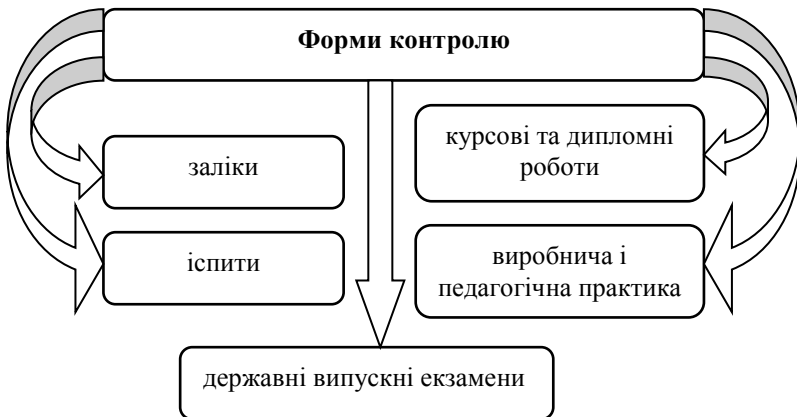 Форми контролю
заліки
курсові та дипломні
роботи
іспити
виробнича і
педагогічна практика
державні випускні екзамени